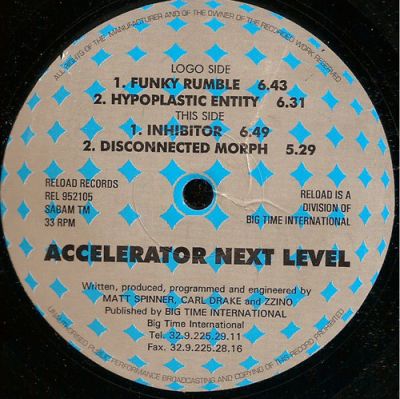 ALL RIGHTS OF THE MANUFACTURER AND OF THE OWNER OF THE RECORDED WORK RESERVED
LOGO SIDE
1. FUNKY RUMBLE 6.43
2. HYPOPLASTIC ENTITY 6.31
THIS SIDE
1. INHIBITOR 6.49
2. DISCONNECTED MORPH 5.29
RELOAD RECORDS
REL 952105
SABAM TM
33 RPM
RELOAD IS A
DIVISION OF
BIG TIME INTERNATIONAL
ACCELERATOR NEXT LEVEL
Written, produced, programmed and engineered by
MATT SPINNER, CARL DRAKE and ZZINO
Published by BIG TIME INTERNATIONAL
Big Time International
Tel. 32.9.225.29.11
Fax. 32.9.225.28.16
UNAUTHORISED PUBLIC PERFORMANCE BROADCASTING AND COPYING OF THIS RECORD PROHIBITED